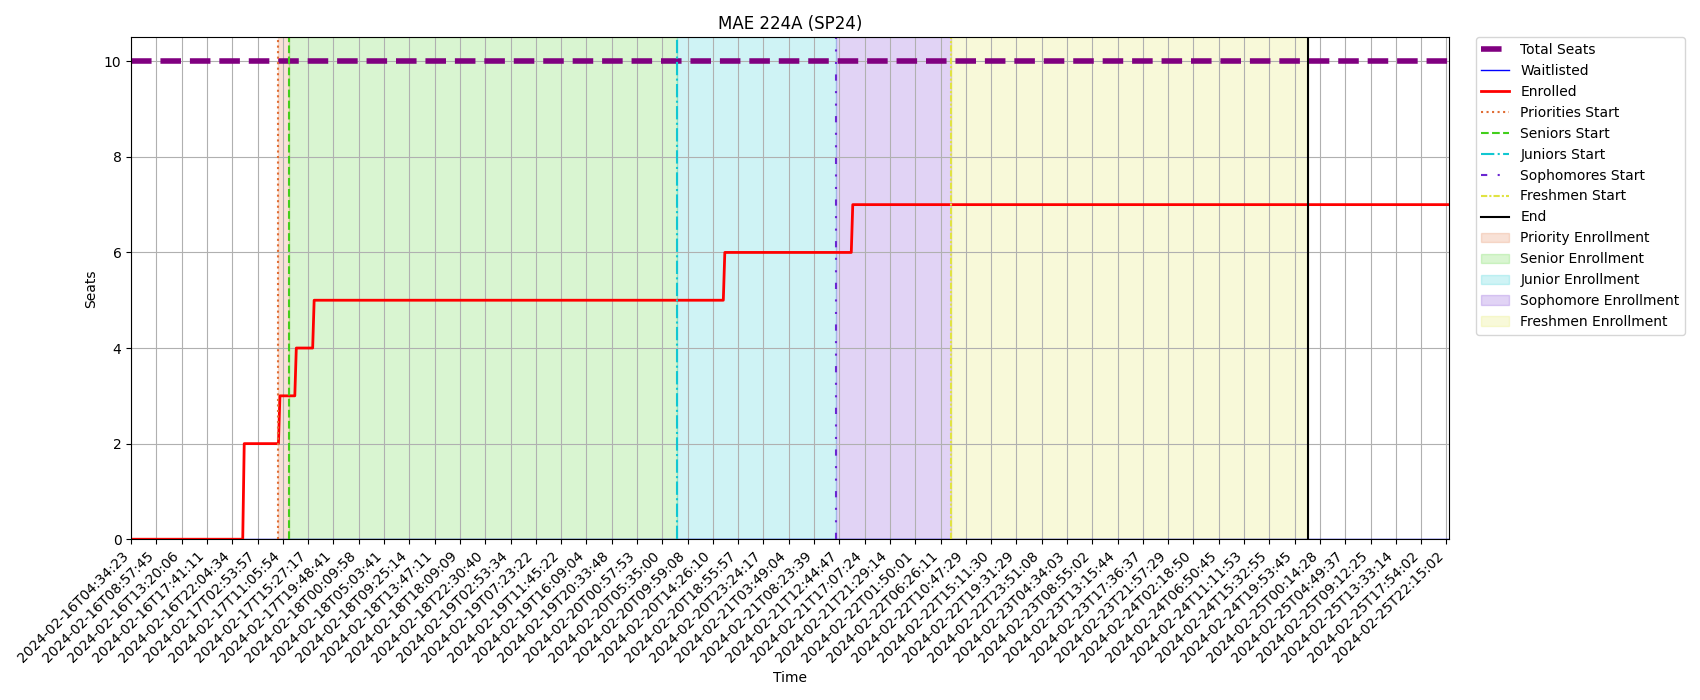 MAE 224A (SP24)
Seats
10
8
6
4
2
0
2024-02-16T04:34:23
2024-02-16T08:57:45
2024-02-16T13:20:06
2024-02-16T17:41:11
2024-02-16T22:04:34
2024-02-17T02:53:57
2024-02-17T11:05:54
2024-02-17T15:27:17
2024-02-17T19:48:41
2024-02-18T00:09:58
2024-02-18T05:03:41
2024-02-18T09:25:14
2024-02-18T13:47:11
2024-02-18T18:09:09
2024-02-18T22:30:40
2024-02-19T02:53:34
2024-02-19T07:23:22
2024-02-19T11:45:22
2024-02-19T16:09:04
2024-02-19T20:33:48
2024-02-20T00:57:53
2024-02-20T05:35:00
2024-02-20T09:59:08
2024-02-20T14:26:10
2024-02-20T18:55:57
2024-02-20T23:24:17
2024-02-21T03:49:04
2024-02-21T08:23:39
2024-02-21T12:44:47
2024-02-21T17:07:24
2024-02-21T21:29:14
2024-02-22T01:50:01
2024-02-22T06:26:11
2024-02-22T10:47:29
2024-02-22T15:11:30
2024-02-22T19:31:29
2024-02-22T23:51:08
2024-02-23T04:34:03
2024-02-23T08:55:02
2024-02-23T13:15:44
2024-02-23T17:36:37
2024-02-23T21:57:29
2024-02-24T02:18:50
2024-02-24T06:50:45
2024-02-24T11:11:53
2024-02-24T15:32:55
2024-02-24T19:53:45
2024-02-25T00:14:28
2024-02-25T04:49:37
2024-02-25T09:12:25
2024-02-25T13:33:14
2024-02-25T17:54:02
2024-02-25T22:15:02
Time
Total Seats
Waitlisted
Enrolled
Priorities Start
Seniors Start
Juniors Start
Sophomores Start
Freshmen Start
End
Priority Enrollment
Senior Enrollment
Junior Enrollment
Sophomore Enrollment
Freshmen Enrollment